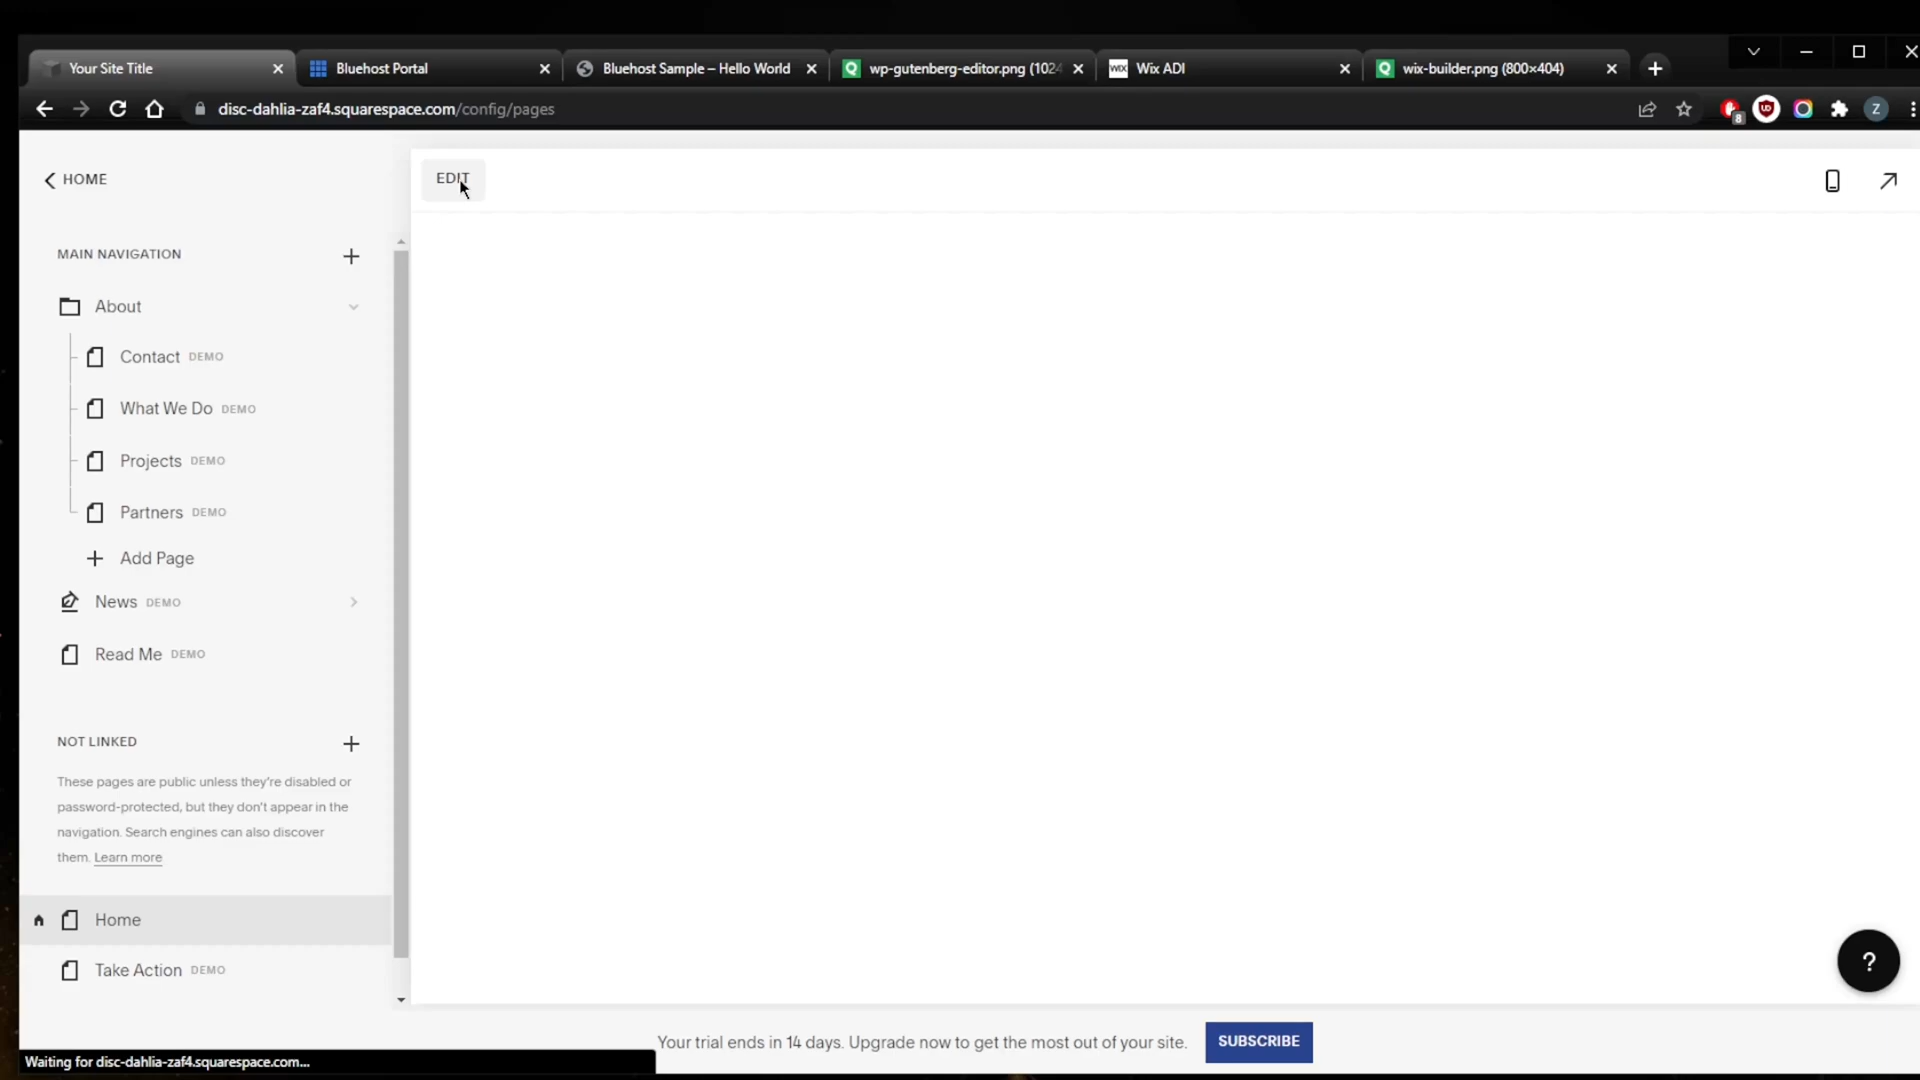 Your Site Title
Bluehost Portal
Bluehost Sample – Hello World
wp-gutenberg-editor.png (1024
WIX
Wix ADI
wix-builder.png (800×404)
disc-dahlia-zaf4.squarespace.com/config/pages
8
Z
HOME
EDIT
MAIN NAVIGATION
About
Contact DEMO
What We Do DEMO
Projects DEMO
Partners DEMO
Add Page
News DEMO
Read Me DEMO
NOT LINKED
These pages are public unless they're disabled or
password-protected, but they don't appear in the
navigation. Search engines can also discover
them. Learn more
Home
Take Action DEMO
?
Your trial ends in 14 days. Upgrade now to get the most out of your site.
SUBSCRIBE
Waiting for disc-dahlia-zaf4.squarespace.com...